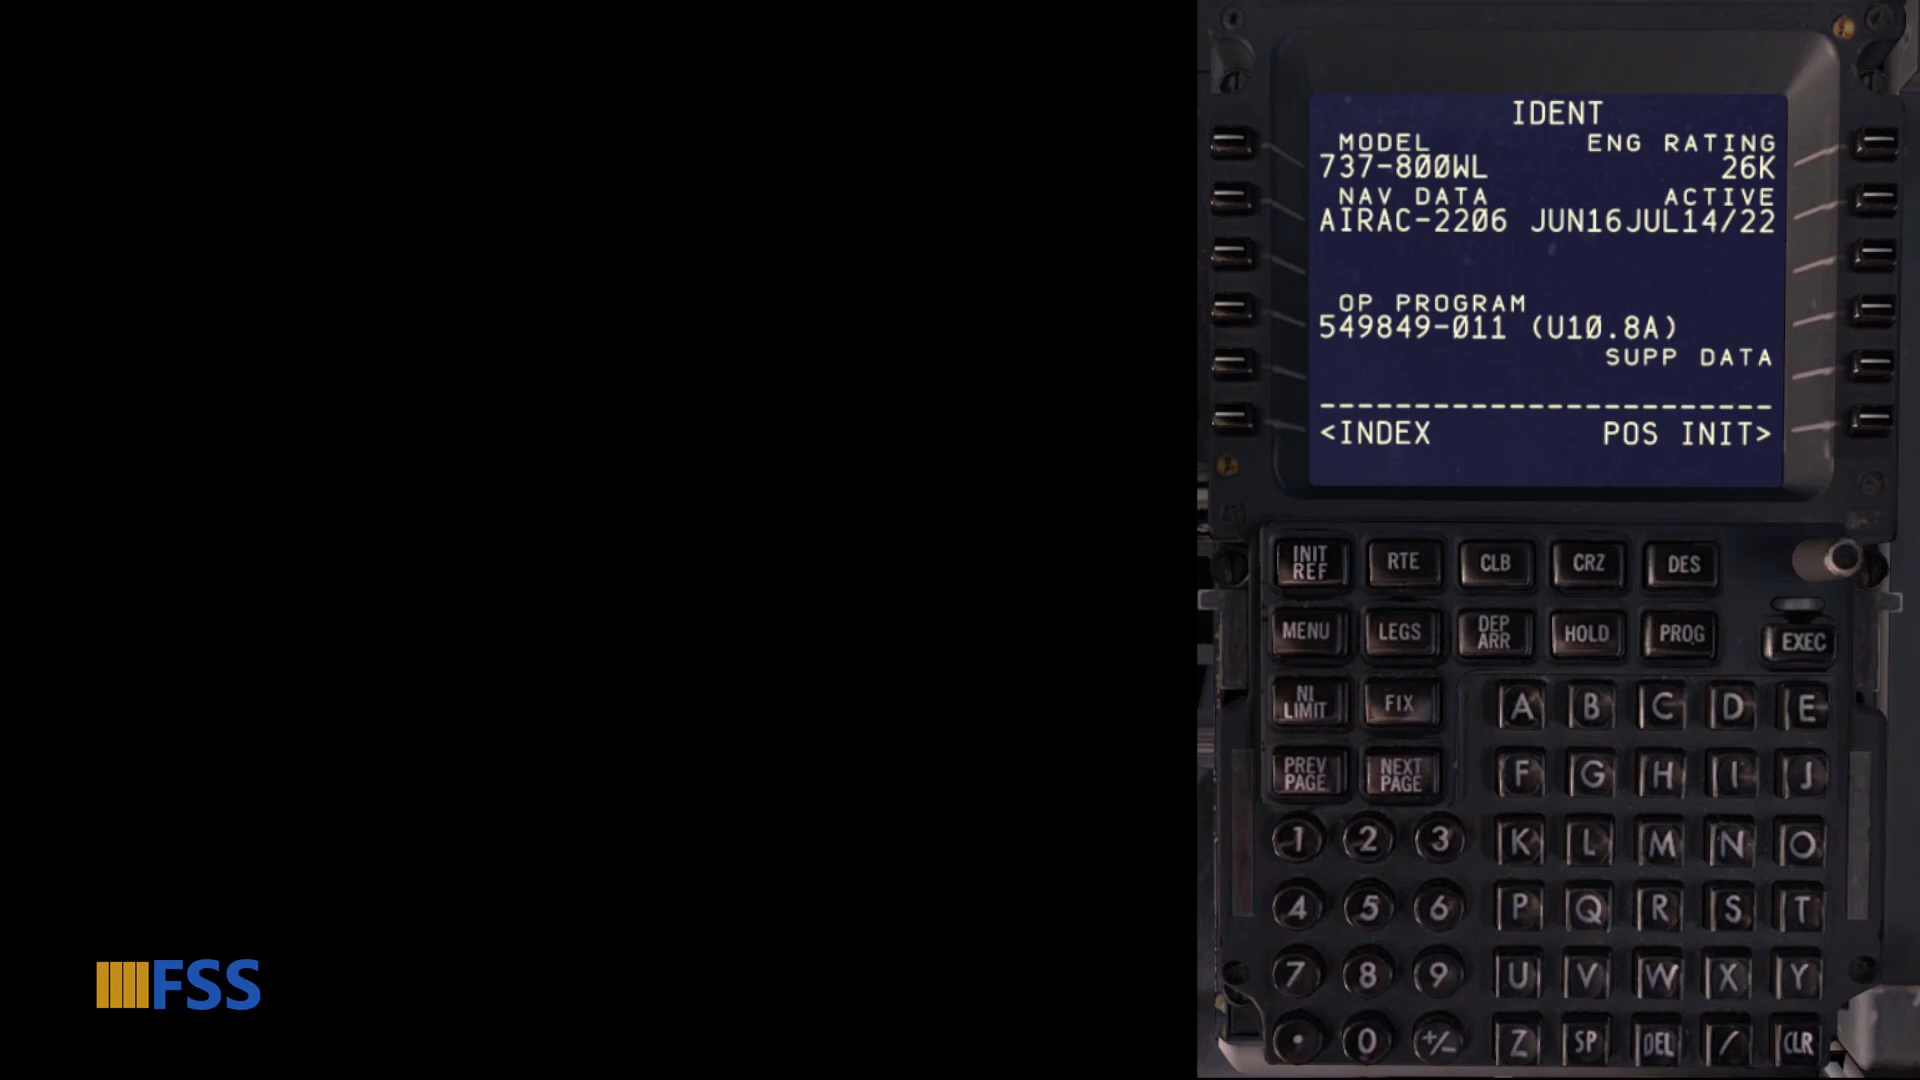 IDENT
MODEL ENG RATING
737-800WL 26K
NAV DATA ACTIVE
AIRAC-2206 JUN16JUL14/22
OP PROGRAM
549849-011 (U10.8A)
SUPP DATA
------------------------
<INDEX POS INIT>
INIT REF RTE CLB CRZ DES
MENU LEGS DEP ARR HOLD PROG EXEC
N1 LIMIT FIX A B C D E
PREV PAGE NEXT PAGE F G H I J
1 2 3 K L M N O
4 5 6 P Q R S T
7 8 9 U V W X Y
. 0 +/- Z SP DEL / CLR
FSS